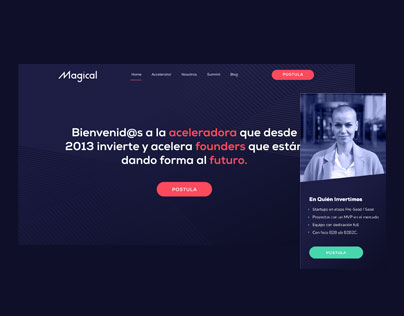 Magical
Home Accelerator Nosotros Summit Blog
POSTULA
Bienvenid@s a la aceleradora que desde
2013 invierte y acelera founders que están
dando forma al futuro.
POSTULA
En Quién Invertimos
Startups en etapa Pre-Seed / Seed
Proyectos con un MVP en el mercado
Equipo con dedicación full
Con foco B2B y/o B2B2C.
POSTULA